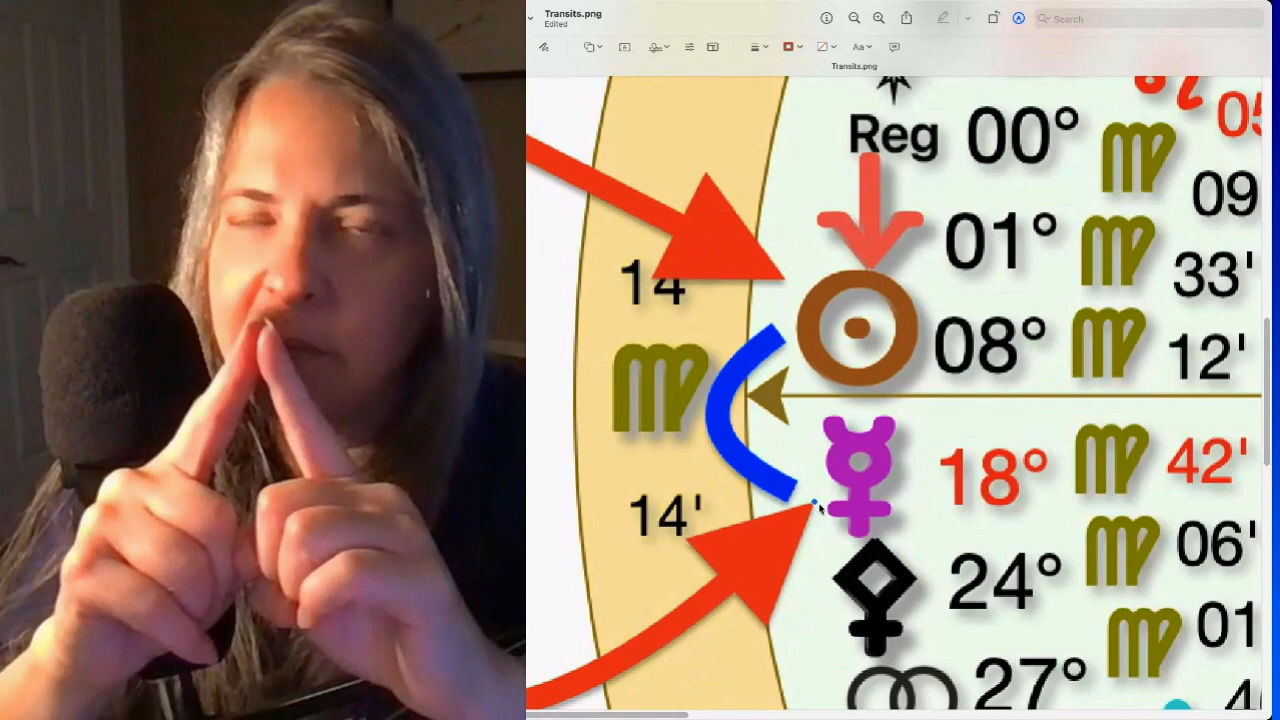 Transits.png
Edited
Search
Aa
Transits.png
Reg 00° ♍ 09
01° ♍ 33'
14
08° ♍ 12'
♍
18° ♍ 42'
14'
24° ♍ 06'
27° ♍ 01